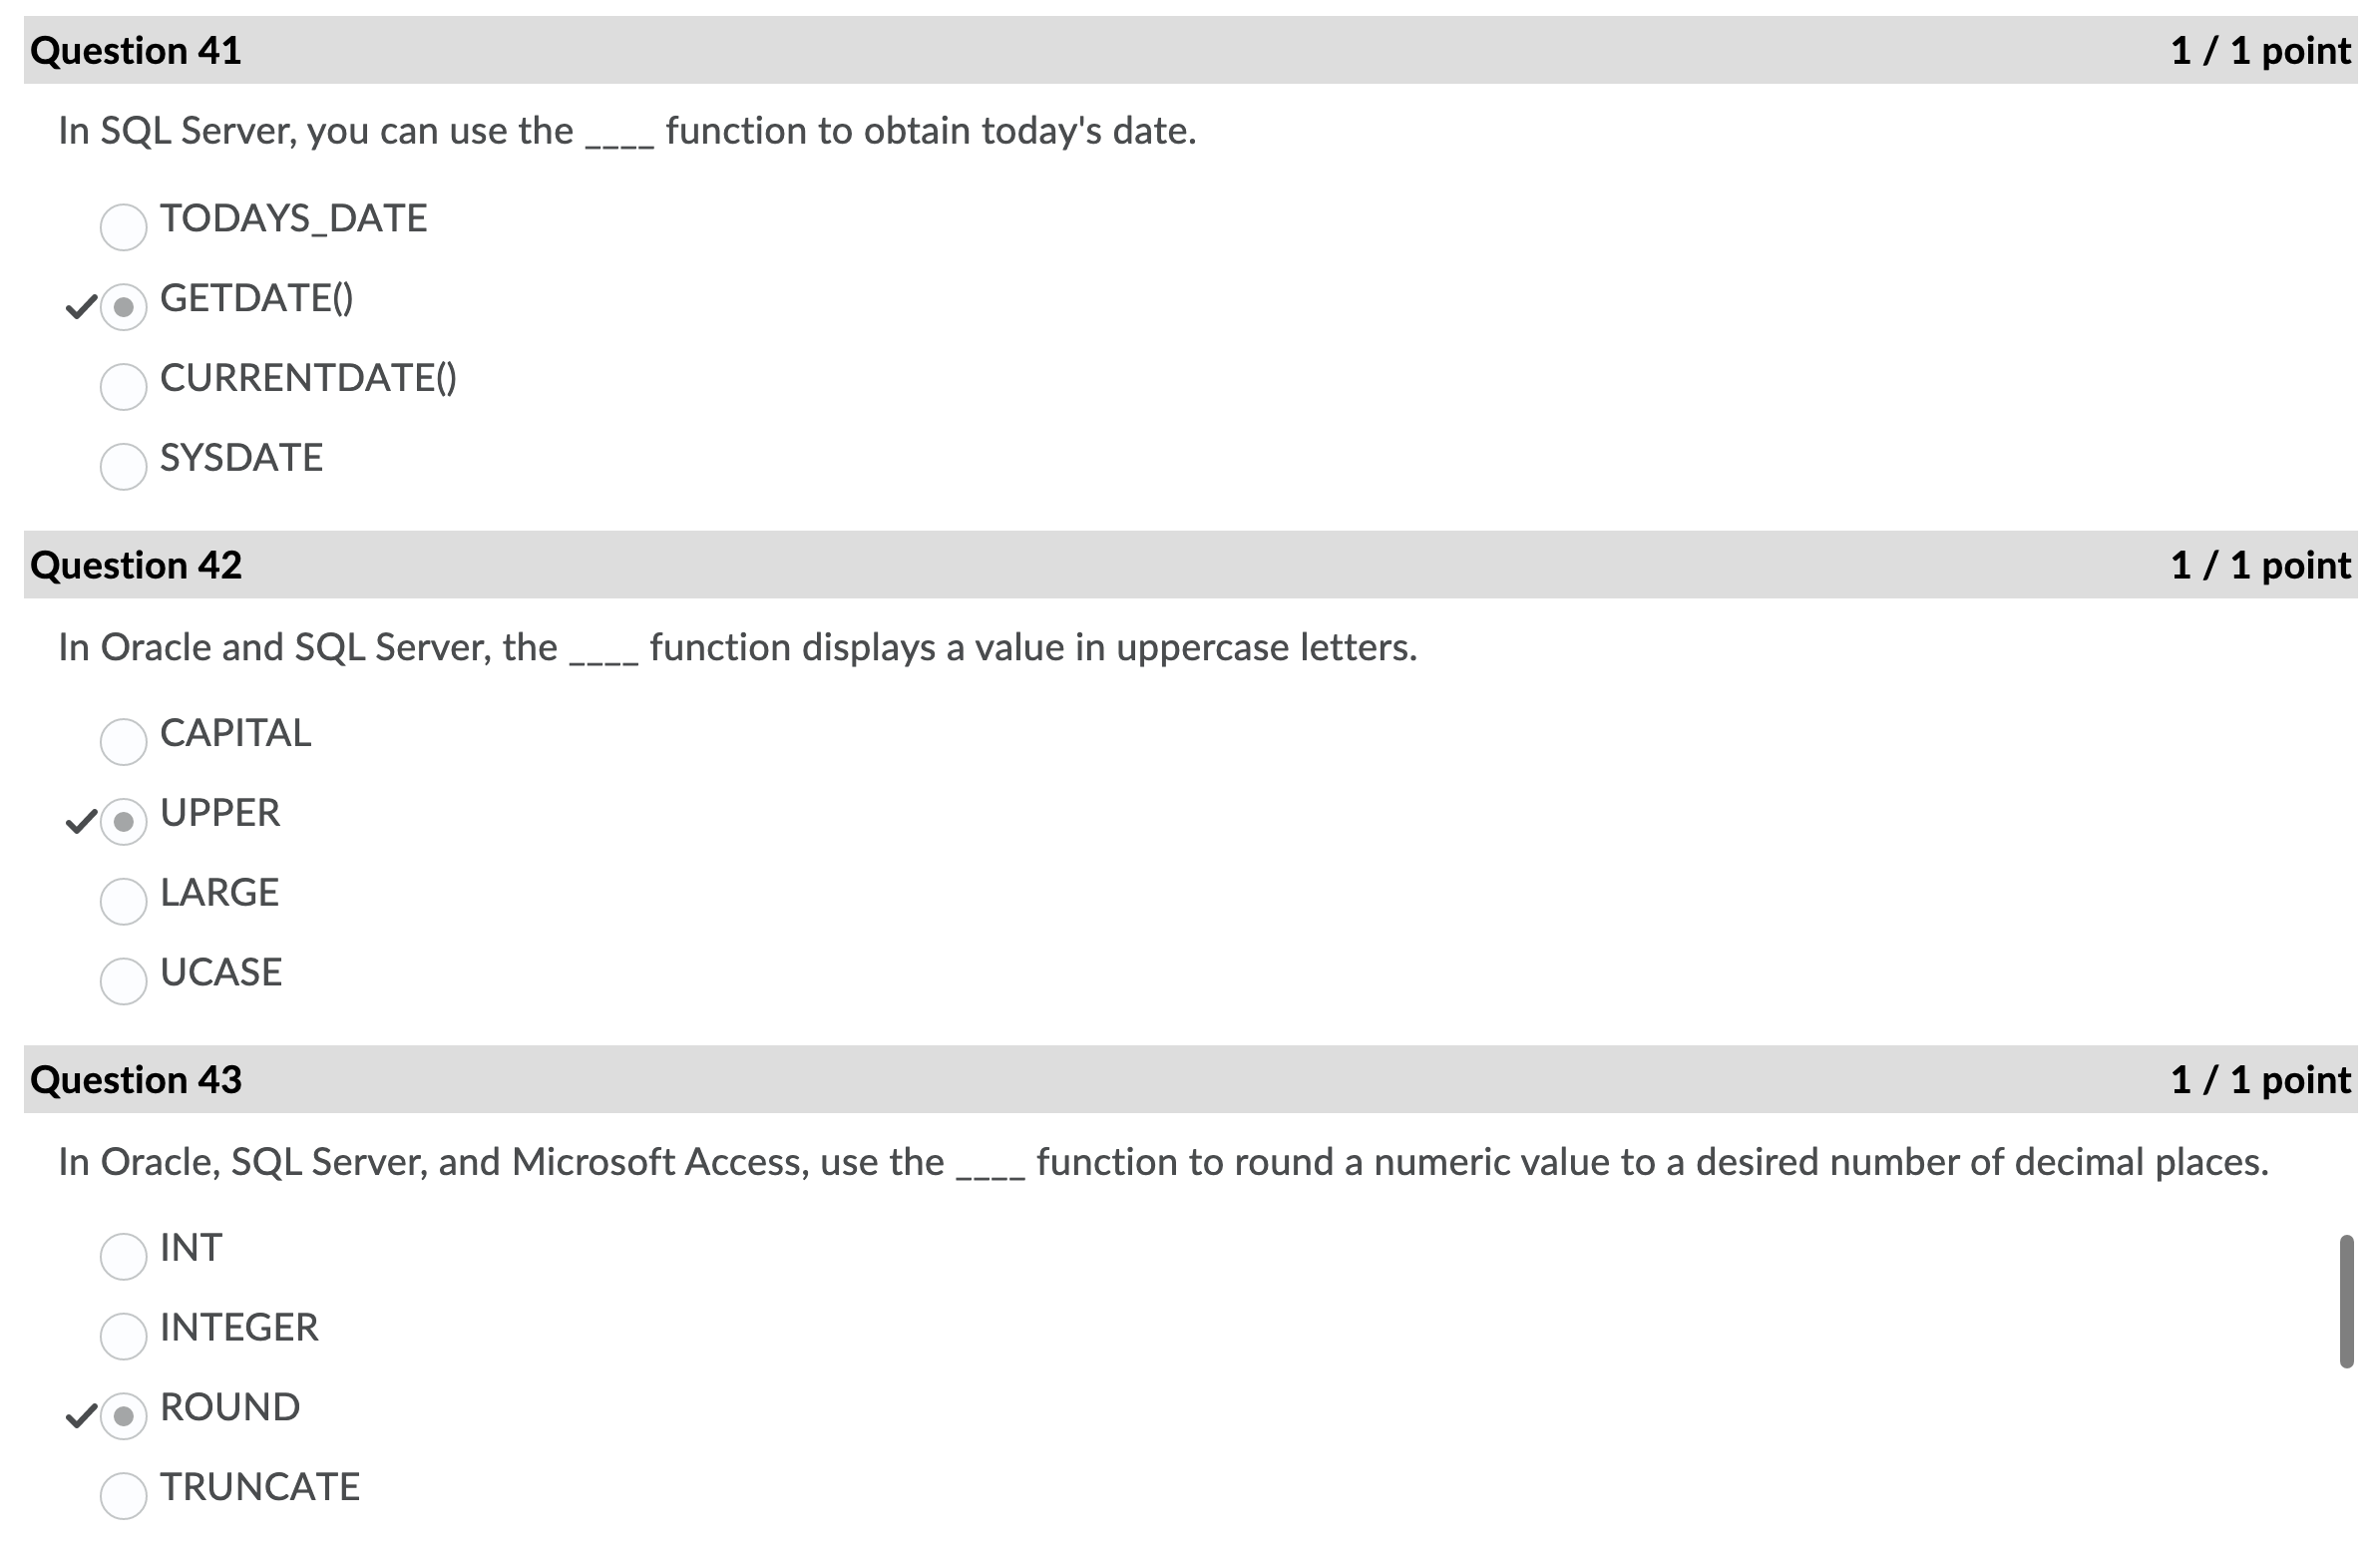 Question 41 1 / 1 point
In SQL Server, you can use the ____ function to obtain today's date.
TODAYS_DATE
GETDATE()
CURRENTDATE()
SYSDATE
Question 42 1 / 1 point
In Oracle and SQL Server, the ____ function displays a value in uppercase letters.
CAPITAL
UPPER
LARGE
UCASE
Question 43 1 / 1 point
In Oracle, SQL Server, and Microsoft Access, use the ____ function to round a numeric value to a desired number of decimal places.
INT
INTEGER
ROUND
TRUNCATE